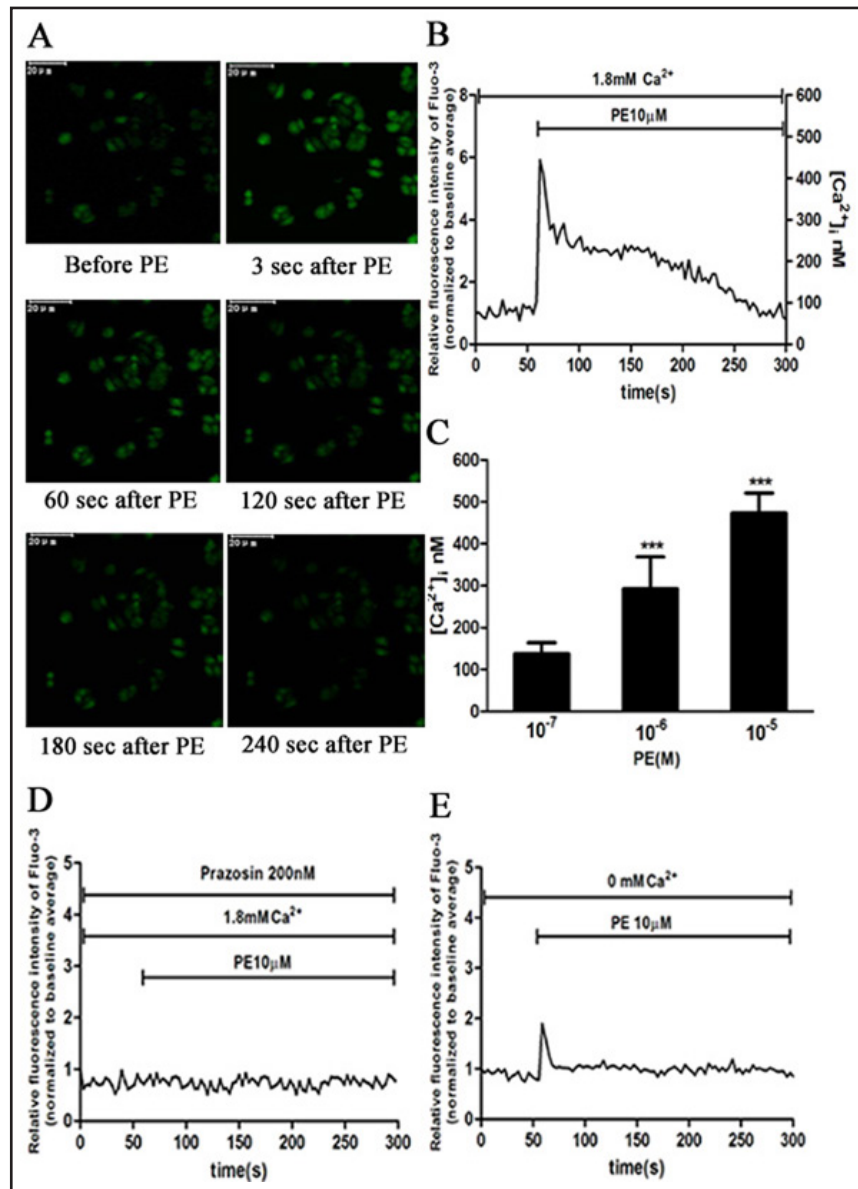 A
20 μm
20 μm
Before PE
3 sec after PE
20 μm
20 μm
60 sec after PE
120 sec after PE
20 μm
20 μm
180 sec after PE
240 sec after PE
B
1.8mM Ca²⁺
PE10μM
Relative fluorescence intensity of Fluo-3
(normalized to baseline average)
8
6
4
2
0
600
500
400
300
200
100
0
[Ca²⁺]i, nM
0 50 100 150 200 250 300
time(s)
C
[Ca²⁺]i, nM
600
500
400
300
200
100
0
***
***
10⁻⁷ 10⁻⁶ 10⁻⁵
PE(M)
D
Prazosin 200nM
1.8mM Ca²⁺
PE10μM
Relative fluorescence intensity of Fluo-3
(normalized to baseline average)
5
4
3
2
1
0
0 50 100 150 200 250 300
time(s)
E
0 mM Ca²⁺
PE 10μM
Relative fluorescence intensity of Fluo-3
(normalized to baseline average)
5
4
3
2
1
0
0 50 100 150 200 250 300
time(s)